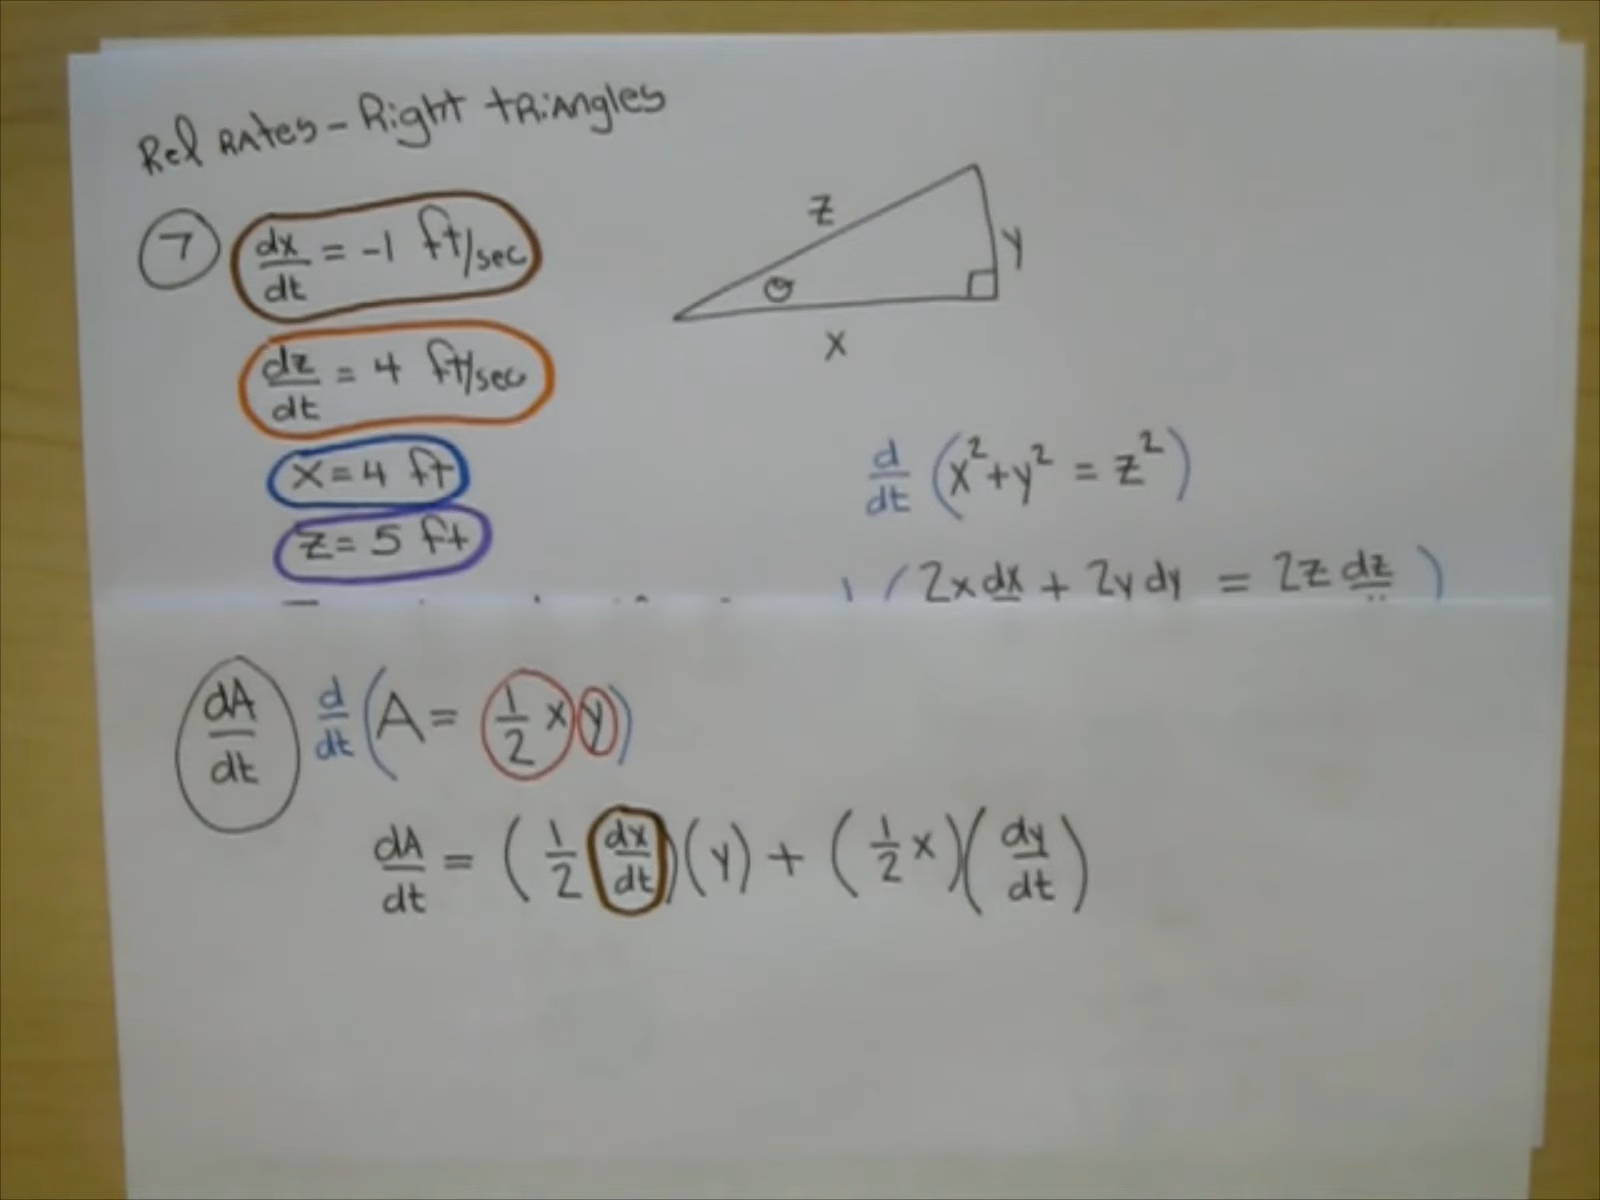 Rel Rates - Right triangles
7
dx/dt = -1 ft/sec
dz/dt = 4 ft/sec
x = 4 ft
z = 5 ft
z
y
θ
x
d/dt (x² + y² = z²)
( 2x dx + 2y dy = 2z dz )
dA/dt d/dt (A = 1/2 x y)
dA/dt = (1/2 dx/dt)(y) + (1/2 x)(dy/dt)